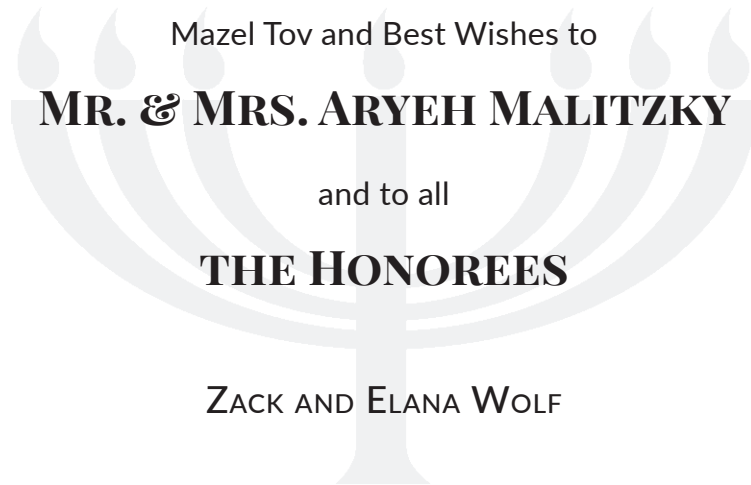 Mazel Tov and Best Wishes to
Mr. & Mrs. Aryeh Malitzky
and to all
the Honorees
Zack and Elana Wolf